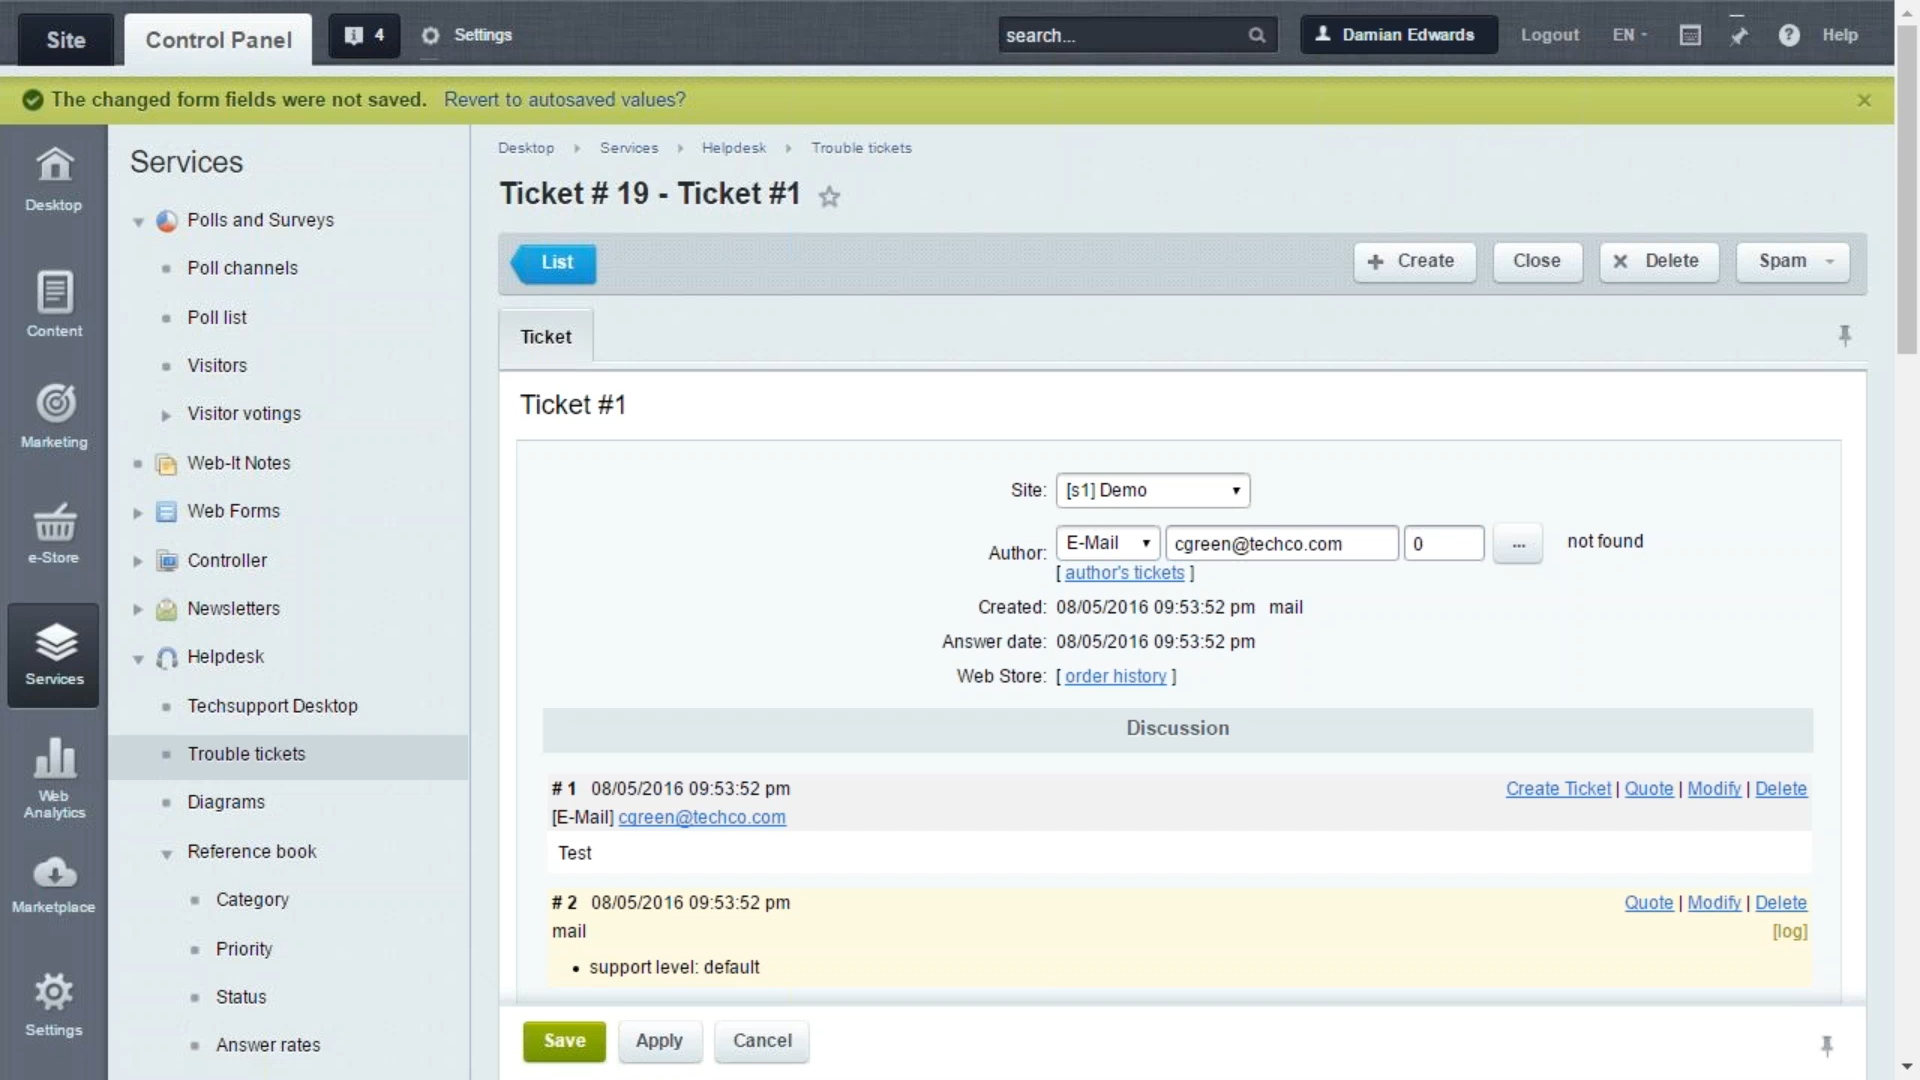 Site
Control Panel
4
Settings
search...
Damian Edwards
Logout
EN
?
Help
The changed form fields were not saved. Revert to autosaved values?
Desktop
Content
Marketing
e-Store
Services
Web
Analytics
Marketplace
Settings
Services
Polls and Surveys
Poll channels
Poll list
Visitors
Visitor votings
Web-It Notes
Web Forms
Controller
Newsletters
Helpdesk
Techsupport Desktop
Trouble tickets
Diagrams
Reference book
Category
Priority
Status
Answer rates
Desktop Services Helpdesk Trouble tickets
Ticket # 19 - Ticket #1
List
Create
Close
Delete
Spam
Ticket
Ticket #1
Site: [s1] Demo
Author: E-Mail cgreen@techco.com 0 ... not found
[ author's tickets ]
Created: 08/05/2016 09:53:52 pm mail
Answer date: 08/05/2016 09:53:52 pm
Web Store: [ order history ]
Discussion
# 1 08/05/2016 09:53:52 pm
Create Ticket | Quote | Modify | Delete
[E-Mail] cgreen@techco.com
Test
# 2 08/05/2016 09:53:52 pm
Quote | Modify | Delete
mail
[log]
• support level: default
Save
Apply
Cancel